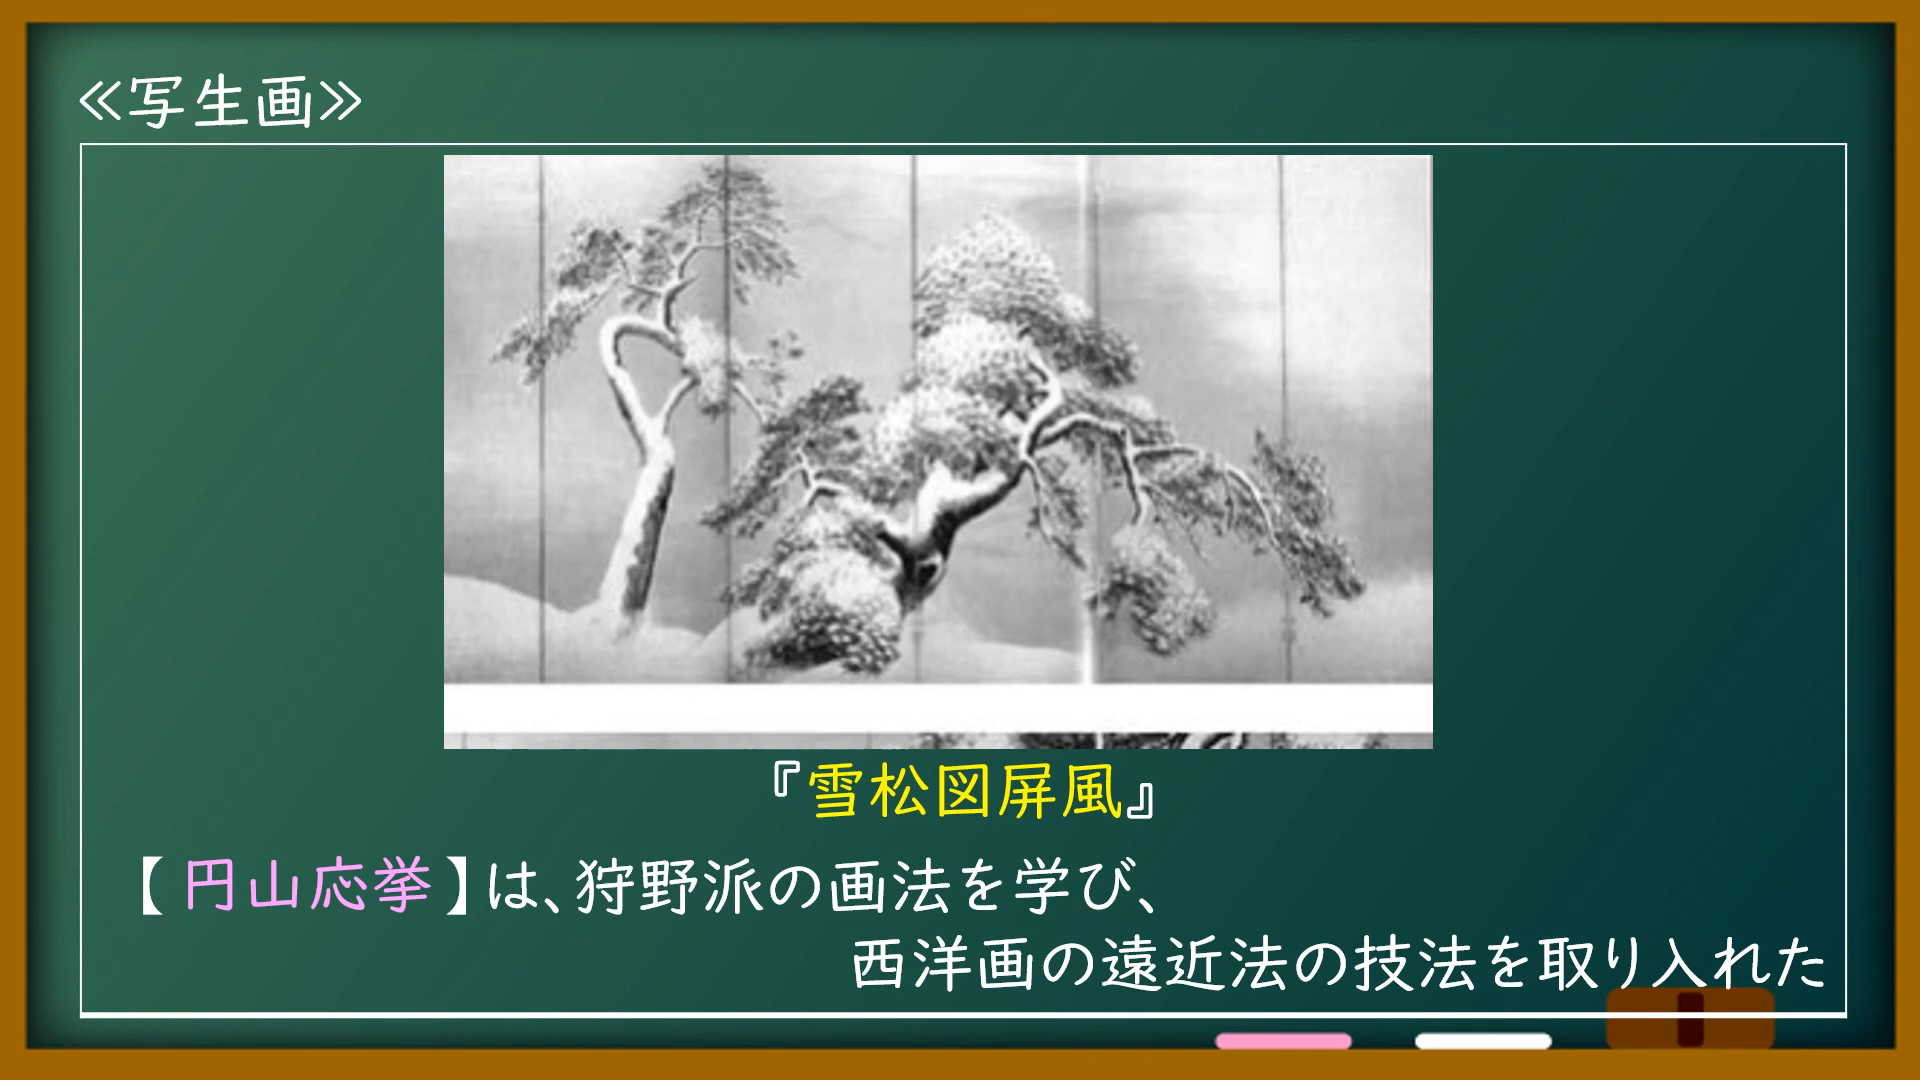 ≪写生画≫
『雪松図屏風』
【円山応挙】は、狩野派の画法を学び、
西洋画の遠近法の技法を取り入れた